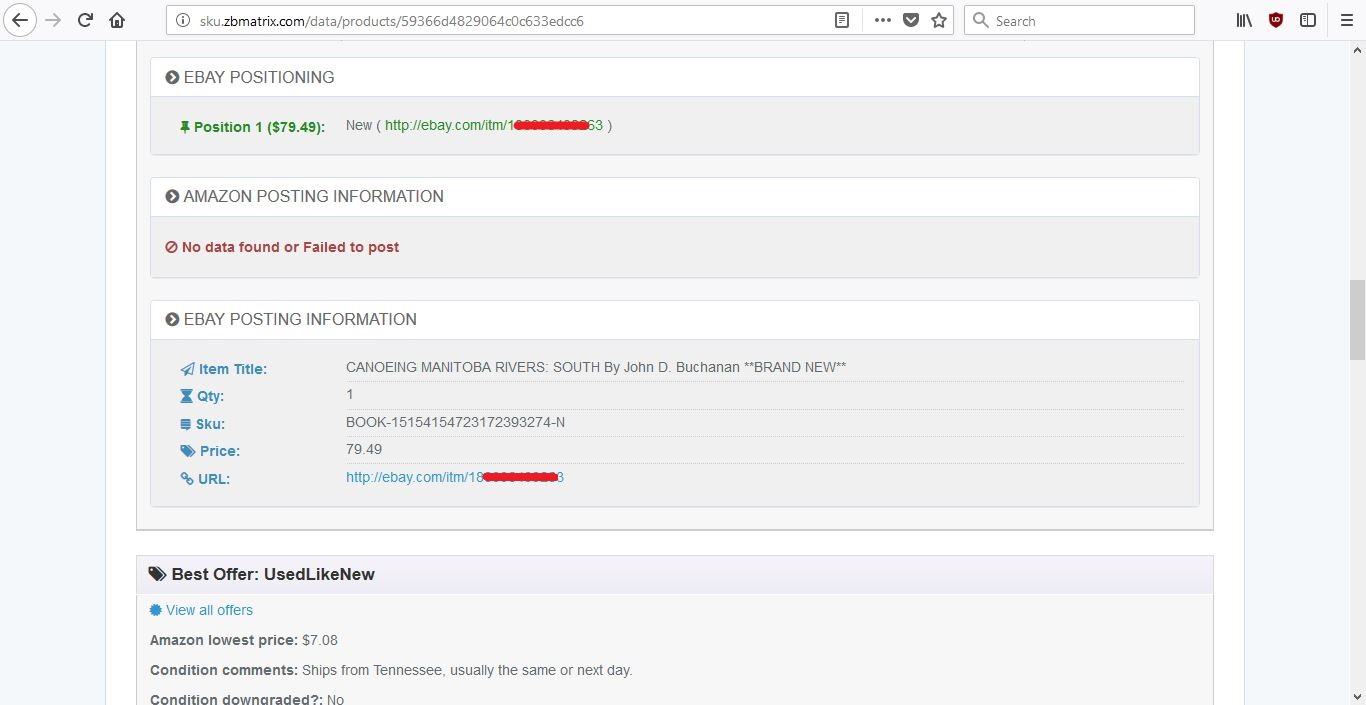 sku.zbmatrix.com/data/products/59366d4829064c0c633edcc6
Search
EBAY POSITIONING
Position 1 ($79.49): New ( http://ebay.com/itm/1 63 )
AMAZON POSTING INFORMATION
No data found or Failed to post
EBAY POSTING INFORMATION
Item Title: CANOEING MANITOBA RIVERS: SOUTH By John D. Buchanan **BRAND NEW**
Qty: 1
Sku: BOOK-15154154723172393274-N
Price: 79.49
URL: http://ebay.com/itm/18 3
Best Offer: UsedLikeNew
View all offers
Amazon lowest price: $7.08
Condition comments: Ships from Tennessee, usually the same or next day.
Condition downgraded?: No